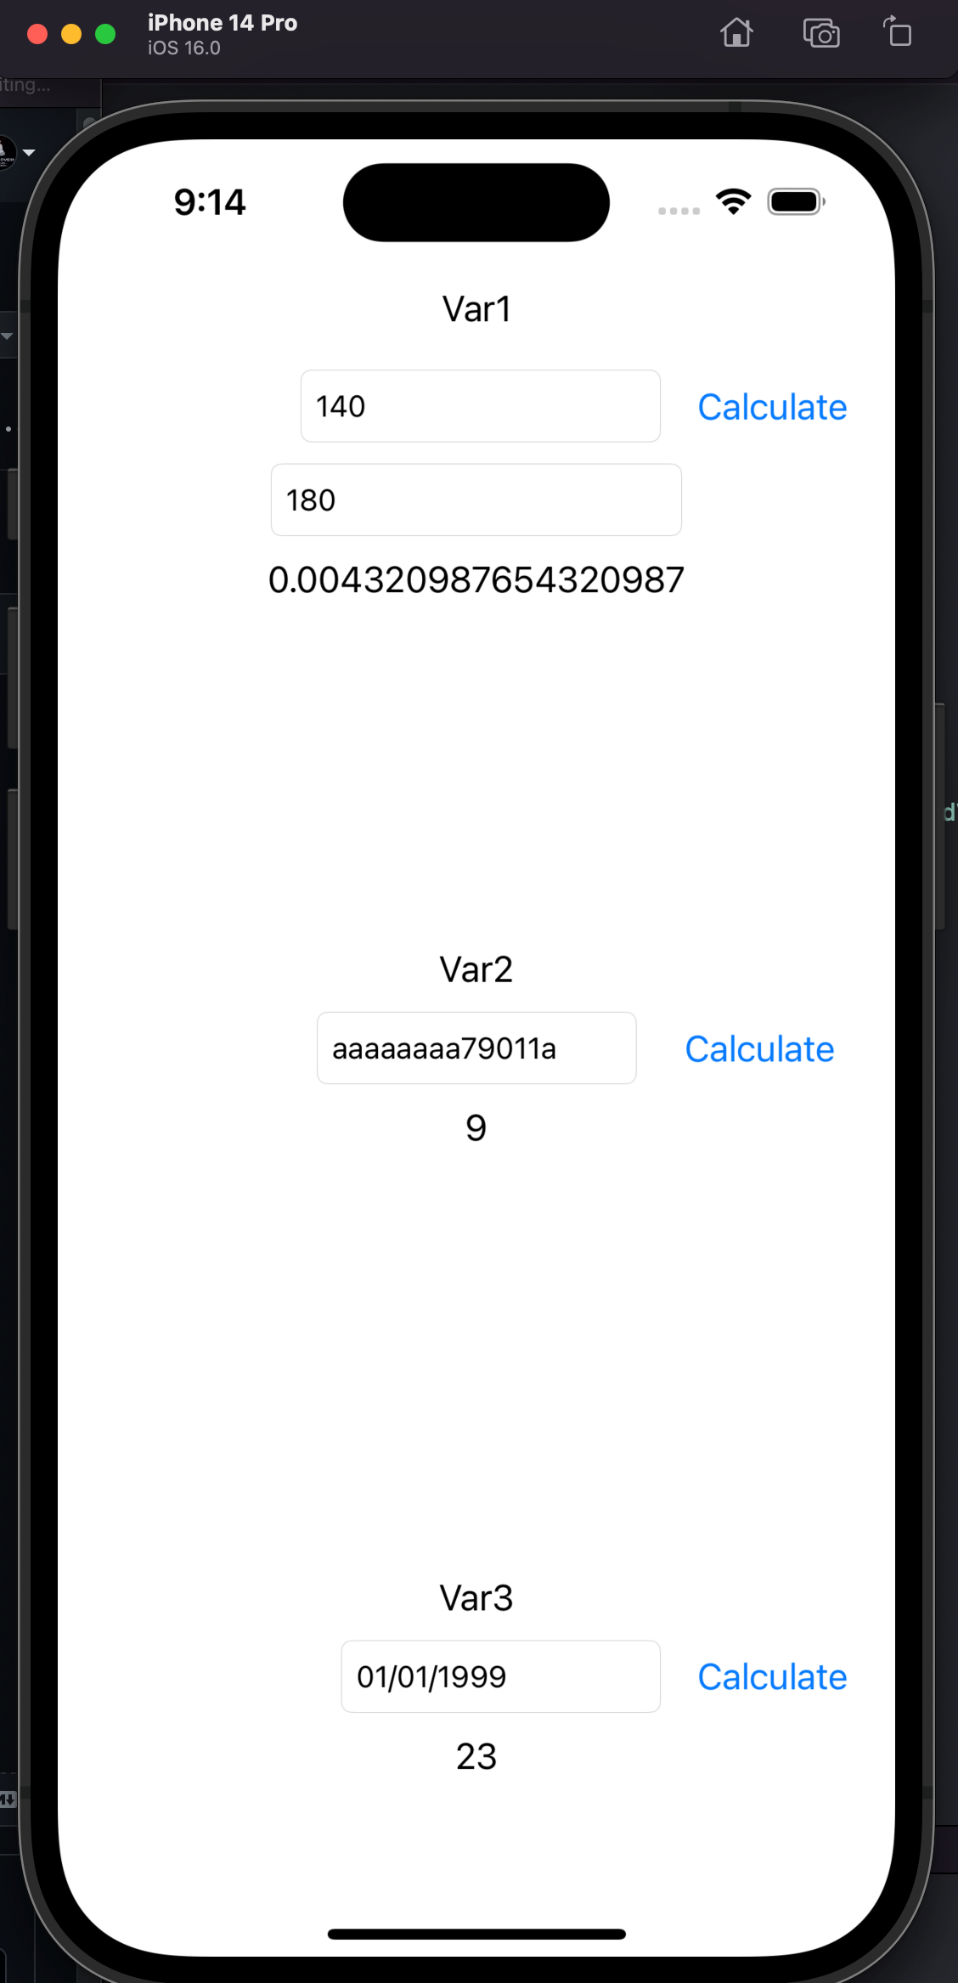 iPhone 14 Pro
iOS 16.0
iting...
9:14
Var1
140 Calculate
180
0.004320987654320987
Var2
aaaaaaaa79011a Calculate
9
Var3
01/01/1999 Calculate
23